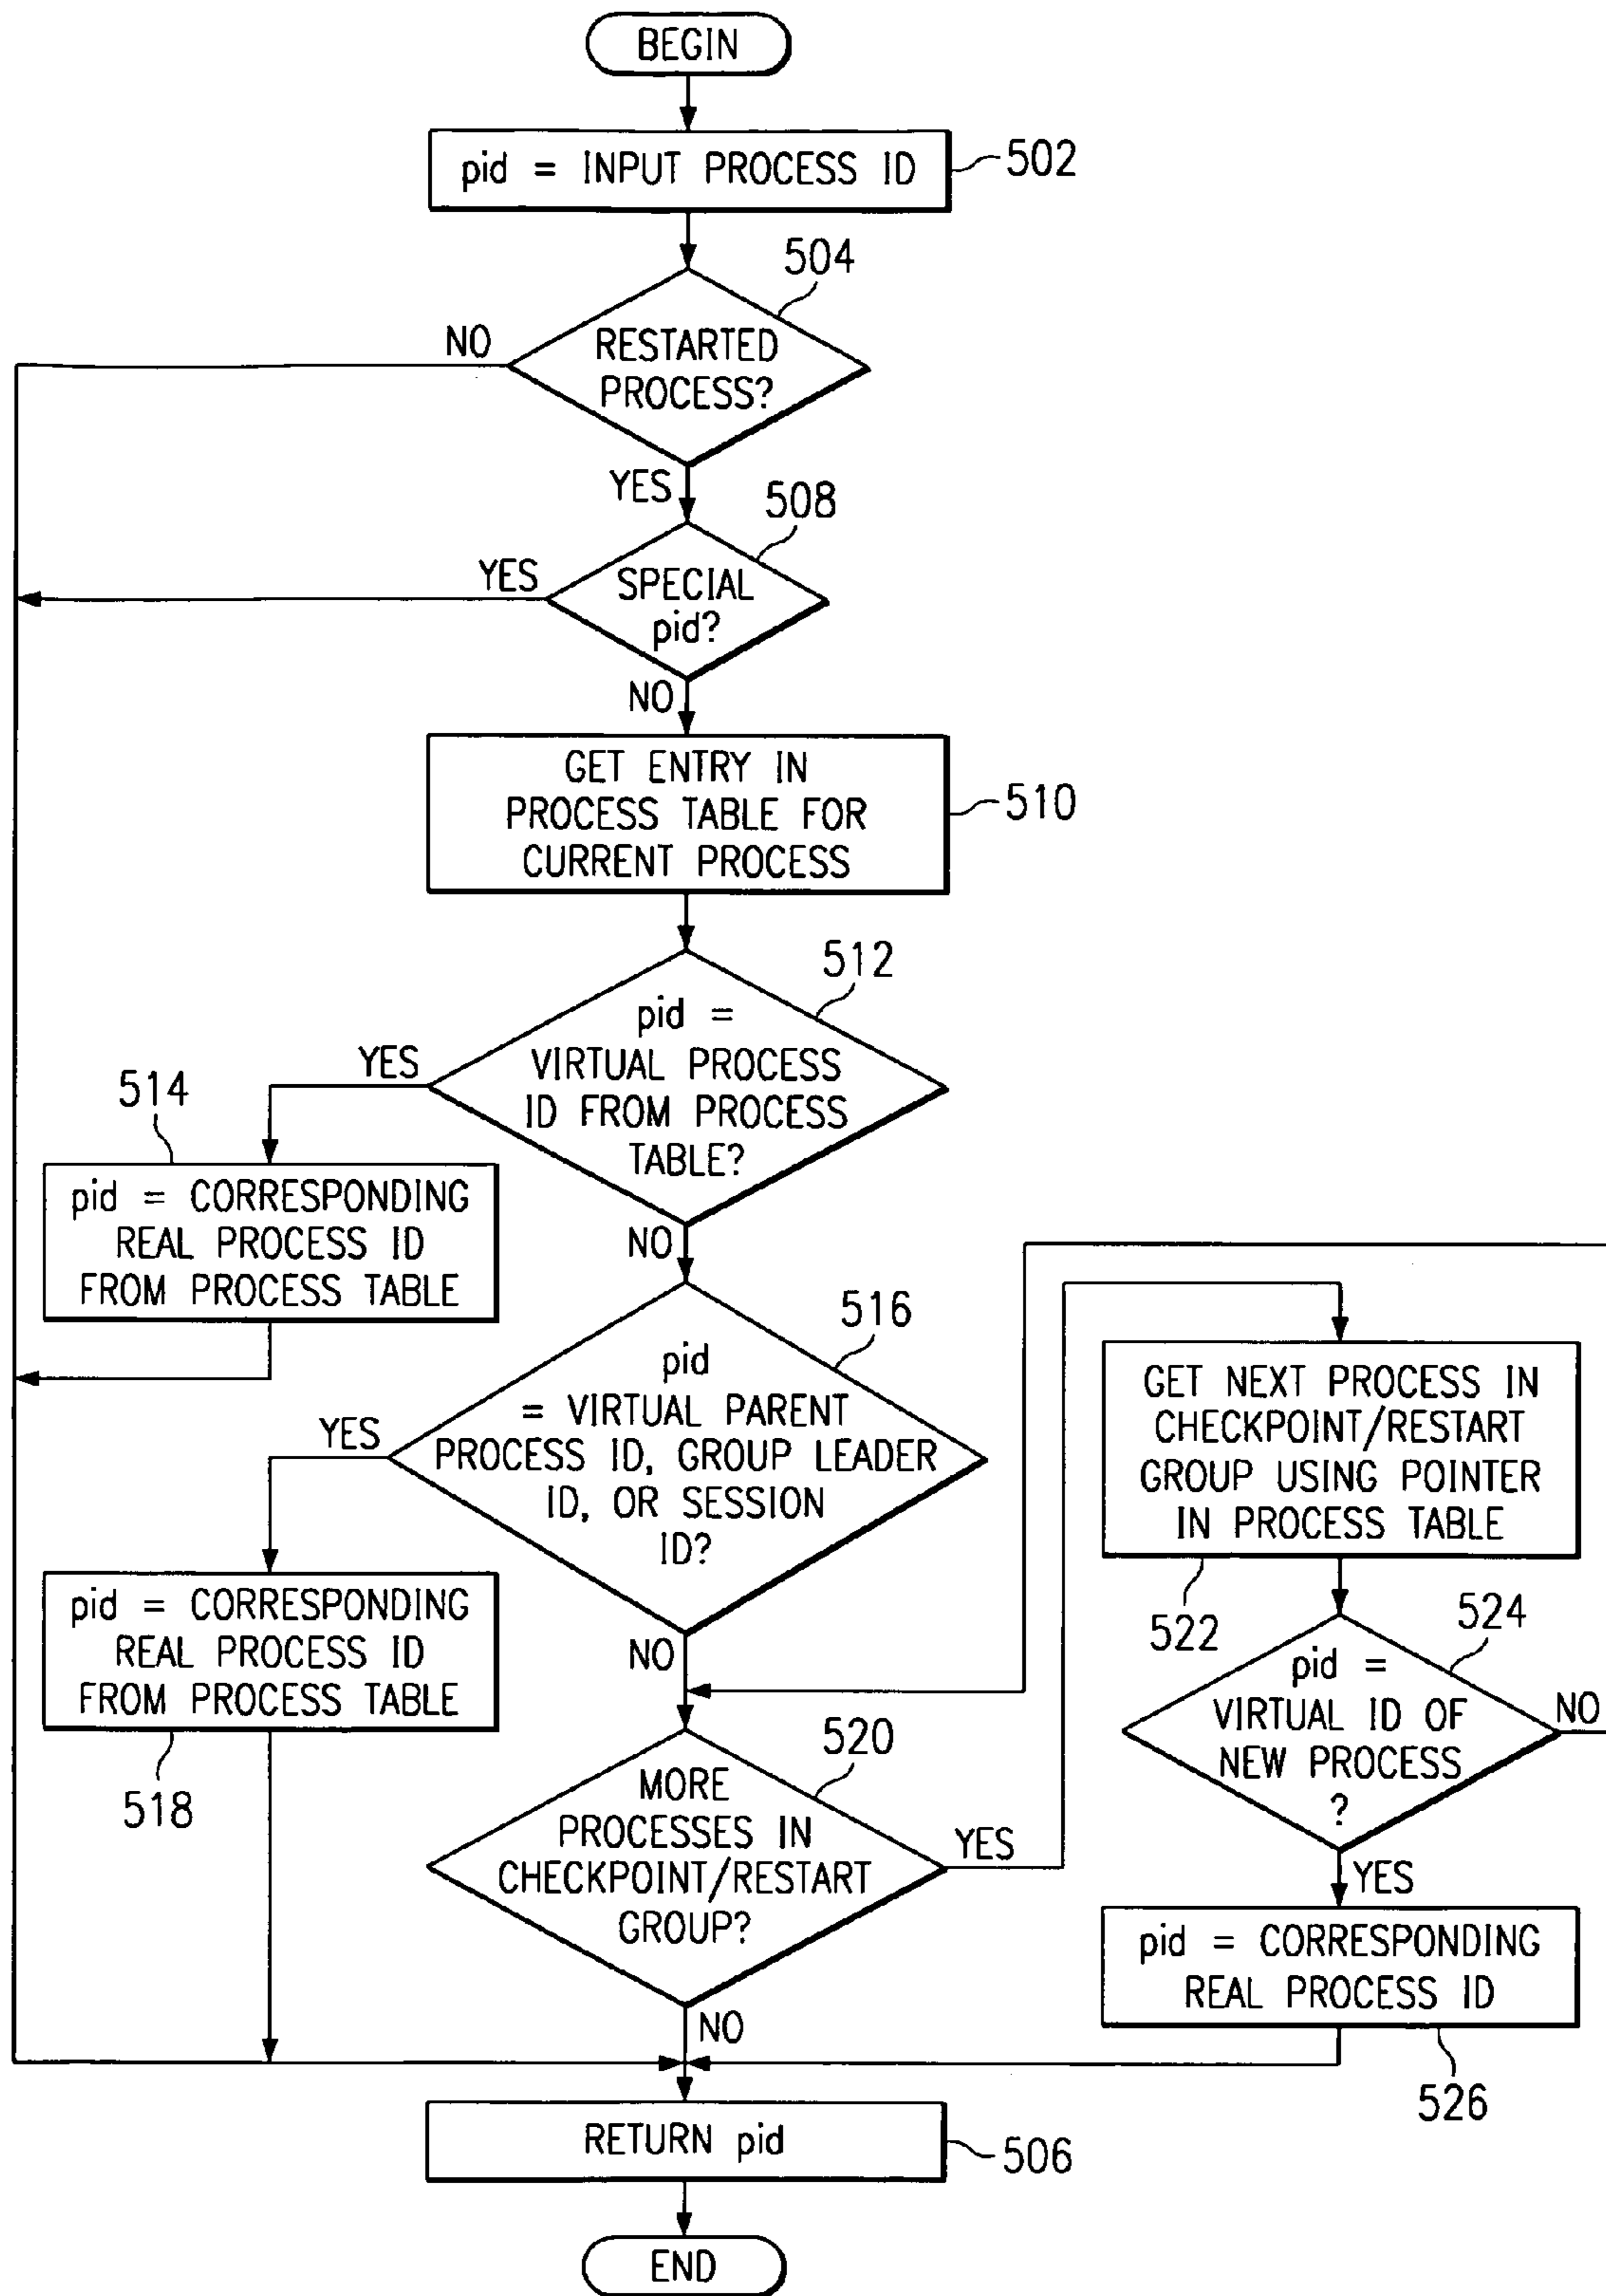 BEGIN
pid = INPUT PROCESS ID
502
504
RESTARTED
PROCESS?
NO
YES
508
SPECIAL
pid?
YES
NO
GET ENTRY IN
PROCESS TABLE FOR
CURRENT PROCESS
510
512
pid =
VIRTUAL PROCESS
ID FROM PROCESS
TABLE?
YES
NO
514
pid = CORRESPONDING
REAL PROCESS ID
FROM PROCESS TABLE
516
pid
= VIRTUAL PARENT
PROCESS ID, GROUP LEADER
ID, OR SESSION
ID?
YES
NO
pid = CORRESPONDING
REAL PROCESS ID
FROM PROCESS TABLE
518
520
MORE
PROCESSES IN
CHECKPOINT/RESTART
GROUP?
YES
NO
GET NEXT PROCESS IN
CHECKPOINT/RESTART
GROUP USING POINTER
IN PROCESS TABLE
522
524
pid =
VIRTUAL ID OF
NEW PROCESS
?
NO
YES
pid = CORRESPONDING
REAL PROCESS ID
526
RETURN pid
506
END